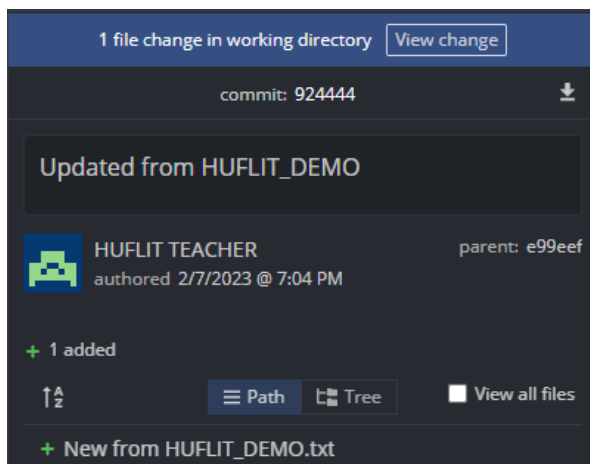 1 file change in working directory View change
commit: 924444
Updated from HUFLIT_DEMO
HUFLIT TEACHER
parent: e99eef
authored 2/7/2023 @ 7:04 PM
+ 1 added
A Z Path Tree View all files
+ New from HUFLIT_DEMO.txt